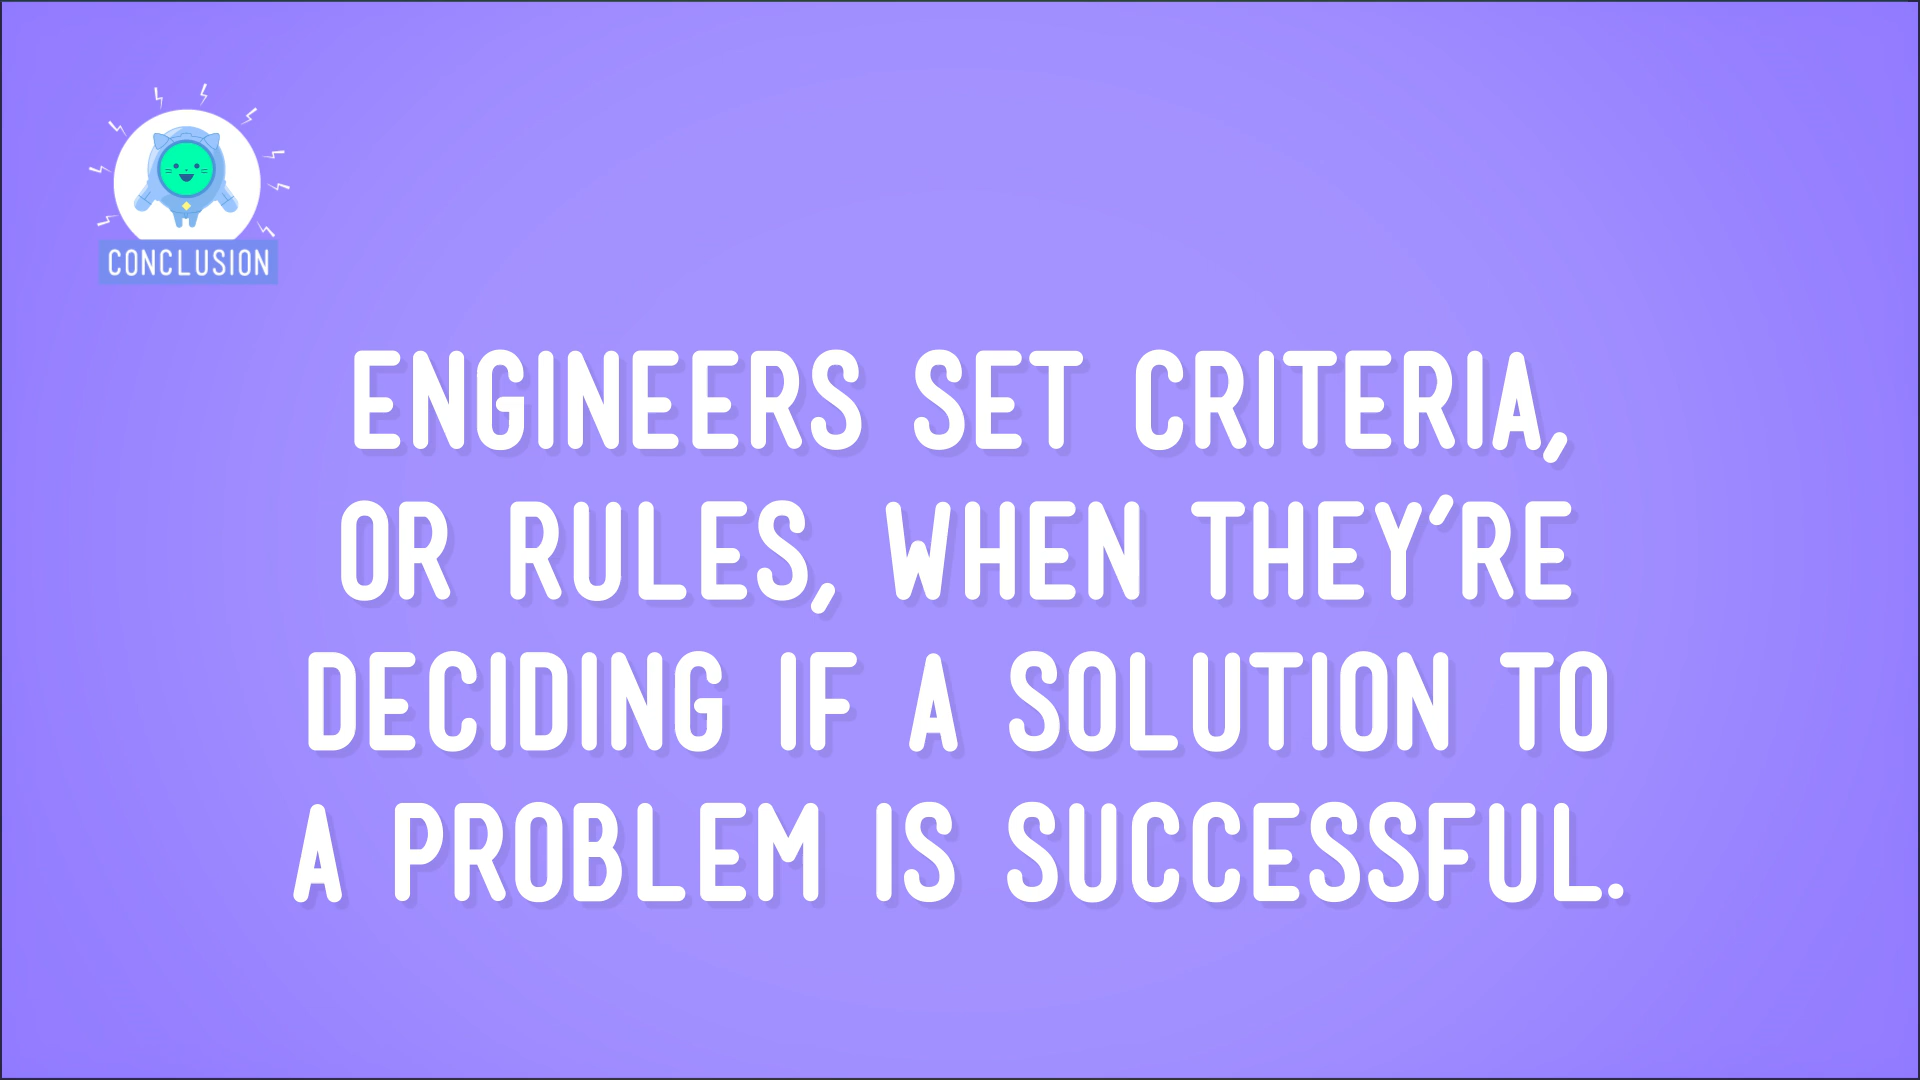 CONCLUSION
ENGINEERS SET CRITERIA,
OR RULES, WHEN THEY'RE
DECIDING IF A SOLUTION TO
A PROBLEM IS SUCCESSFUL.